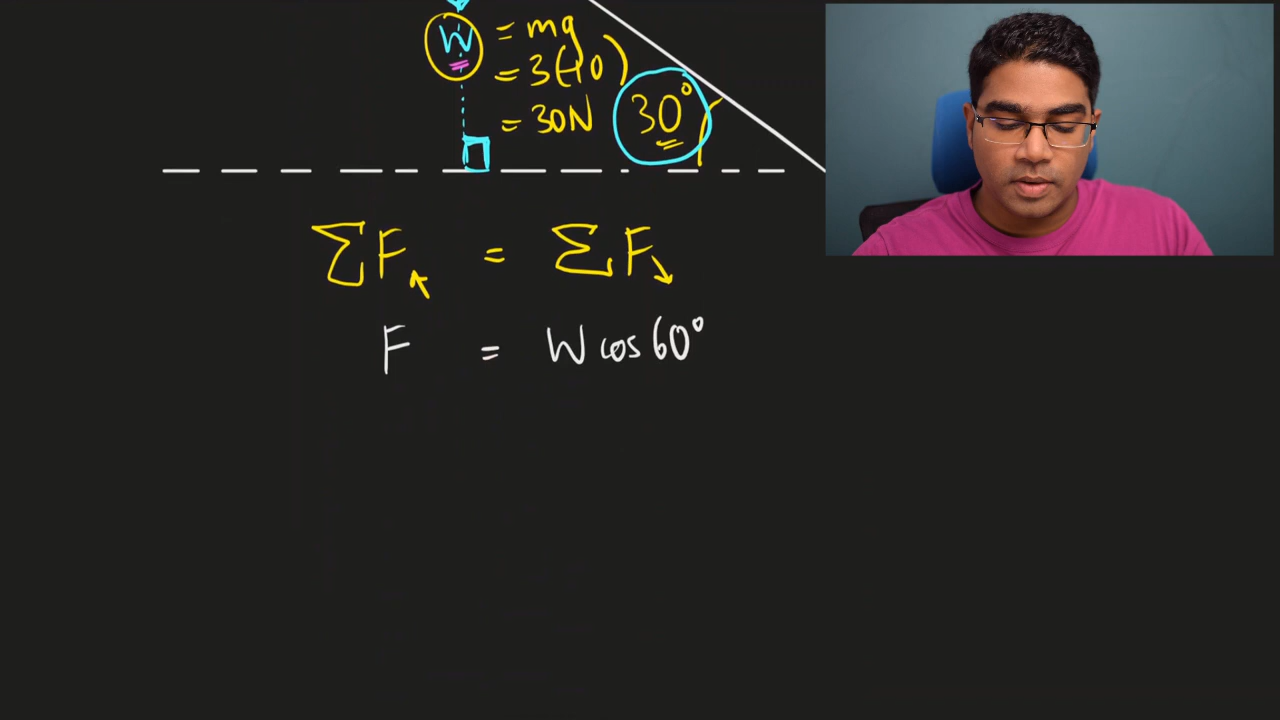 W = mg
= 3(10)
= 30N
30°
ΣF↖ = ΣF↘
F = W cos 60°